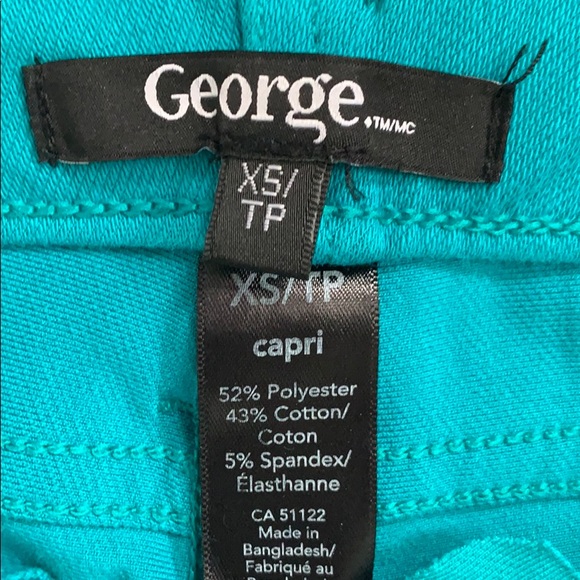 George
♦TM/MC
XS/
TP
XS/TP
capri
52% Polyester
43% Cotton/
Coton
5% Spandex/
Élasthanne
CA 51122
Made in
Bangladesh/
Fabriqué au